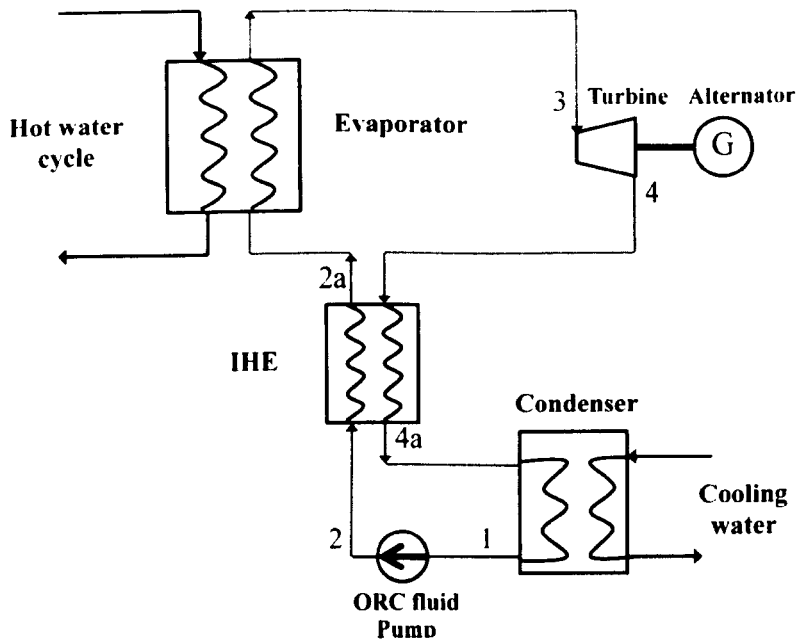 3
Turbine
Alternator
Hot water
cycle
Evaporator
G
4
2a
IHE
Condenser
4a
Cooling
water
2
1
ORC fluid
Pump